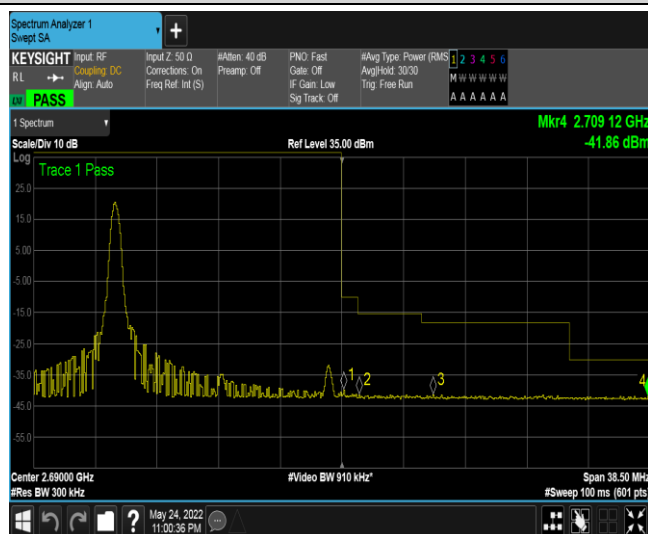 Spectrum Analyzer 1
Swept SA
+
KEYSIGHT
RL
LXI PASS
Input: RF
Coupling: DC
Align: Auto
Input Z: 50 Ω
Corrections: On
Freq Ref: Int (S)
#Atten: 40 dB
Preamp: Off
PNO: Fast
Gate: Off
IF Gain: Low
Sig Track: Off
#Avg Type: Power (RMS
Avg|Hold: 30/30
Trig: Free Run
1 2 3 4 5 6
M W W W W W
A A A A A A
1 Spectrum
Scale/Div 10 dB
Ref Level 35.00 dBm
Mkr4 2.709 12 GHz
-41.86 dBm
Log
Trace 1 Pass
25.0
15.0
5.00
-5.00
-15.0
-25.0
-35.0
-45.0
-55.0
1
2
3
4
Center 2.69000 GHz
#Video BW 910 kHz*
Span 38.50 MHz
#Res BW 300 kHz
#Sweep 100 ms (601 pts)
?
May 24, 2022
11:00:36 PM